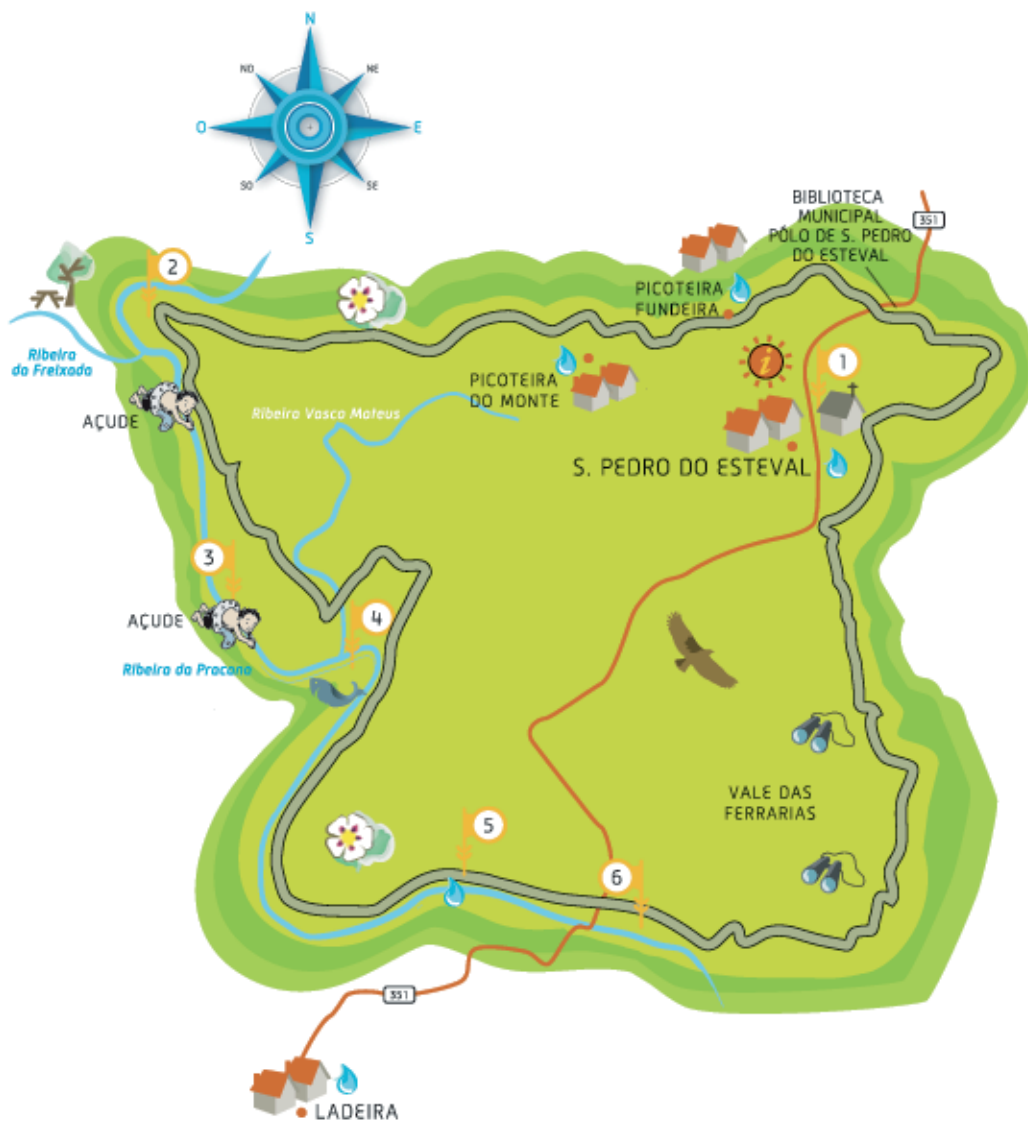 N
NO
NE
O
E
SO
SE
S
BIBLIOTECA
MUNICIPAL
PÓLO DE S. PEDRO
DO ESTEVAL
351
2
PICOTEIRA
FUNDEIRA
Ribeira
da Freixada
i
1
PICOTEIRA
DO MONTE
Ribeira Vasco Mateus
AÇUDE
S. PEDRO DO ESTEVAL
3
AÇUDE
4
Ribeira da Pracana
VALE DAS
FERRARIAS
5
6
351
LADEIRA